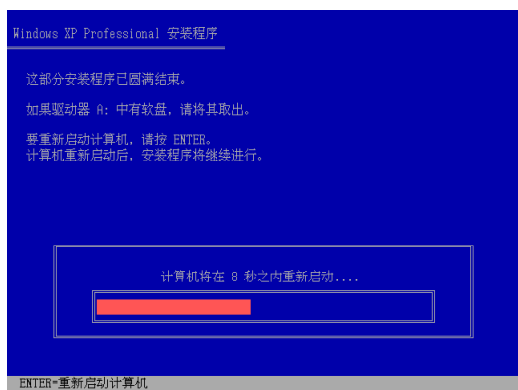 Windows XP Professional 安装程序
这部分安装程序已圆满结束。
如果驱动器 A: 中有软盘，请将其取出。
要重新启动计算机，请按 ENTER。
计算机重新启动后，安装程序将继续进行。
计算机将在 8 秒之内重新启动....
ENTER=重新启动计算机